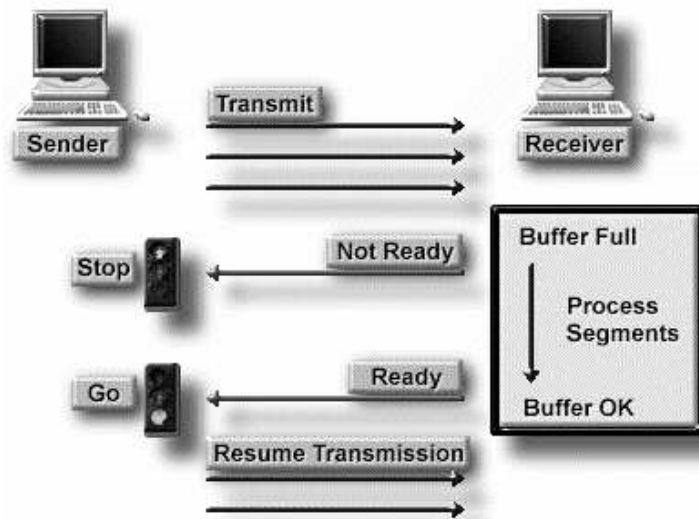 Transmit
Sender
Receiver
Not Ready
Buffer Full
Stop
Process
Segments
Ready
Go
Buffer OK
Resume Transmission